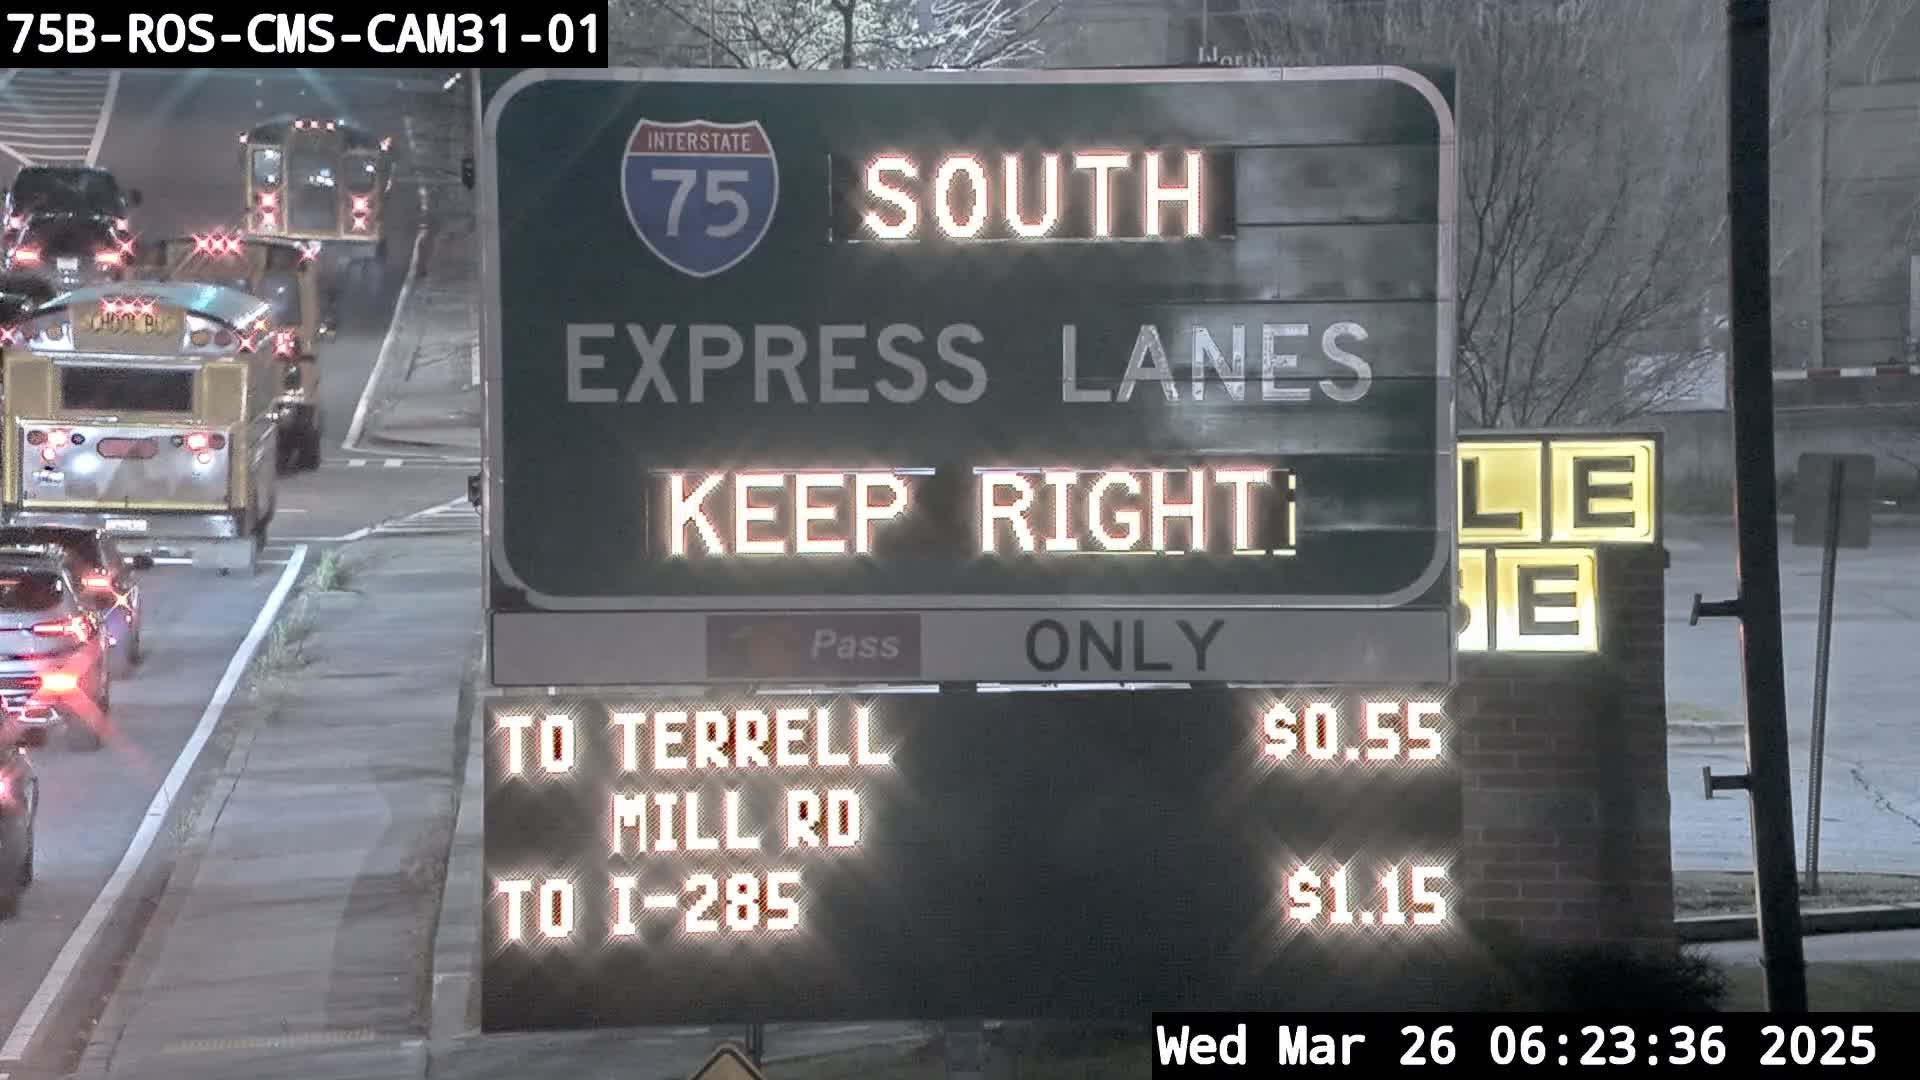 75B-ROS-CMS-CAM31-01
INTERSTATE
75
SOUTH
EXPRESS LANES
KEEP RIGHT
Pass ONLY
TO TERRELL $0.55
MILL RD
TO I-285 $1.15
SCHOOL BUS
LE
E
Wed Mar 26 06:23:36 2025